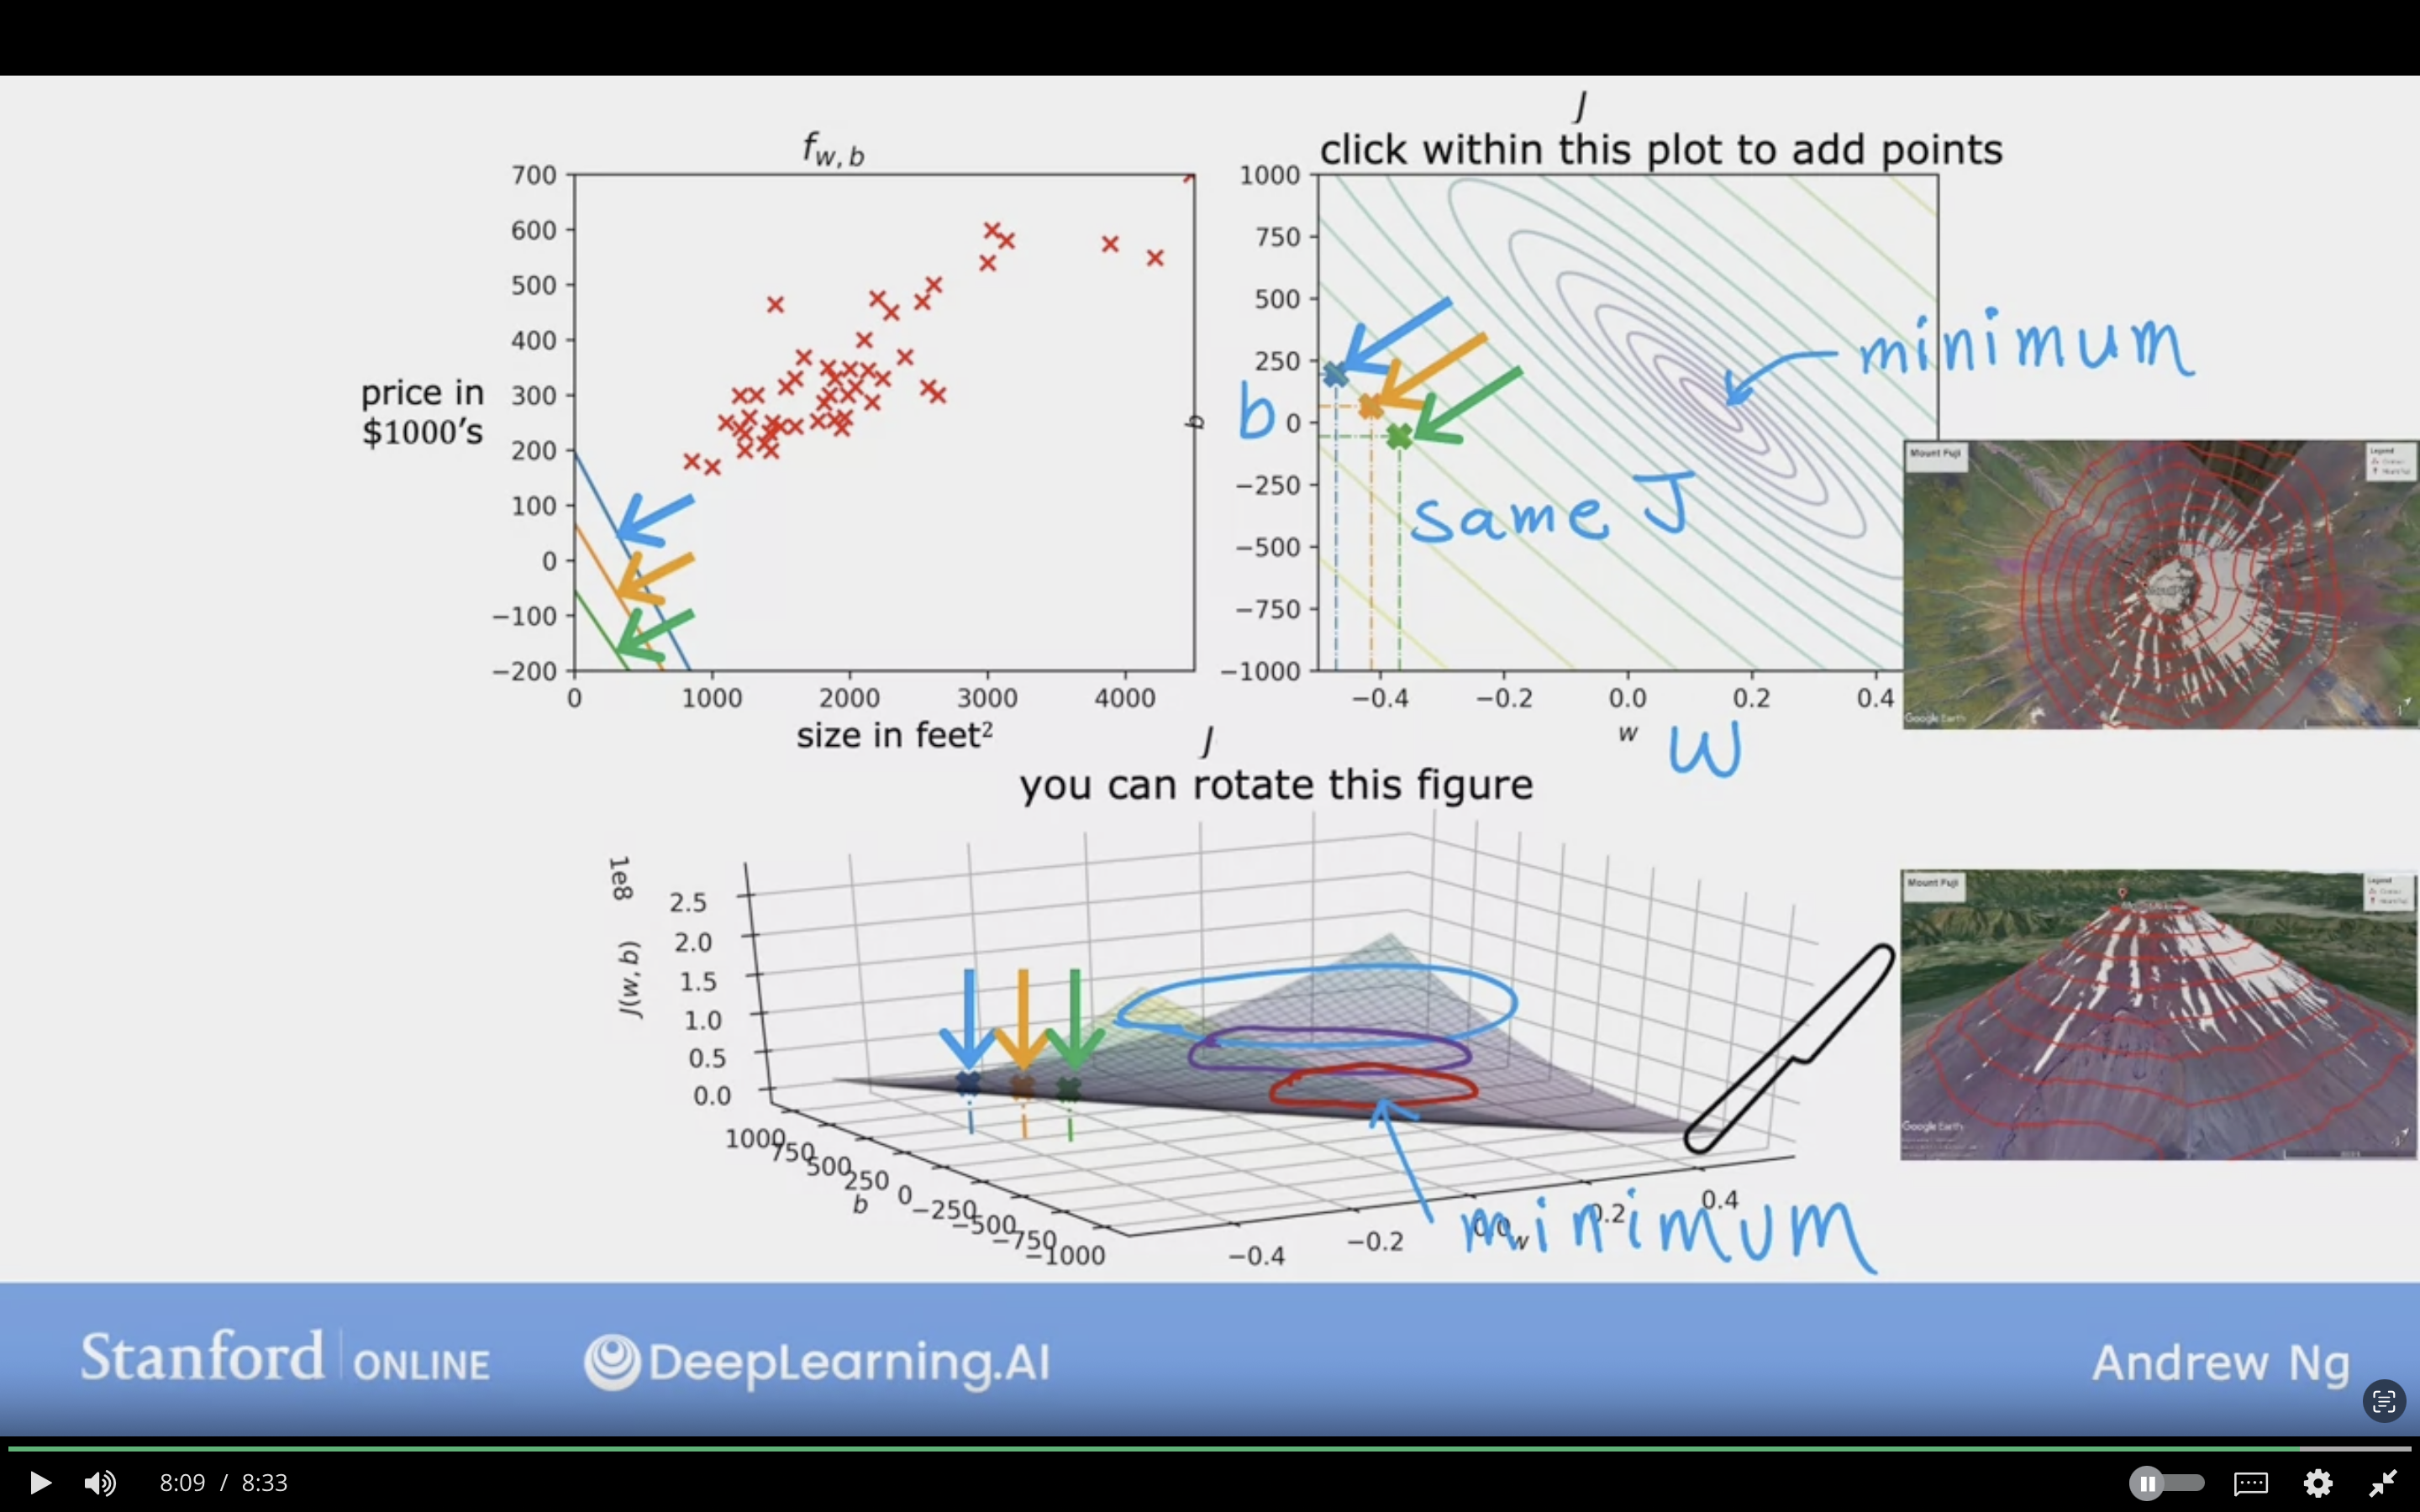 J
click within this plot to add points
f_{w,b}
700
600
500
400
300
200
100
0
−100
−200
price in
$1000's
0 1000 2000 3000 4000
size in feet²
1000
750
500
250
0
−250
−500
−750
−1000
b
b
minimum
same J
−0.4 −0.2 0.0 0.2 0.4
w
W
Mount Fuji
Legend
Google Earth
J
you can rotate this figure
1e8
J(w, b)
2.5
2.0
1.5
1.0
0.5
0.0
1000
750
500
250
0
−250
−500
−750
−1000
b
−0.4 −0.2 0.0 0.2 0.4
w
minimum
Mount Fuji
Legend
Google Earth
Stanford ONLINE DeepLearning.AI Andrew Ng
8:09 / 8:33